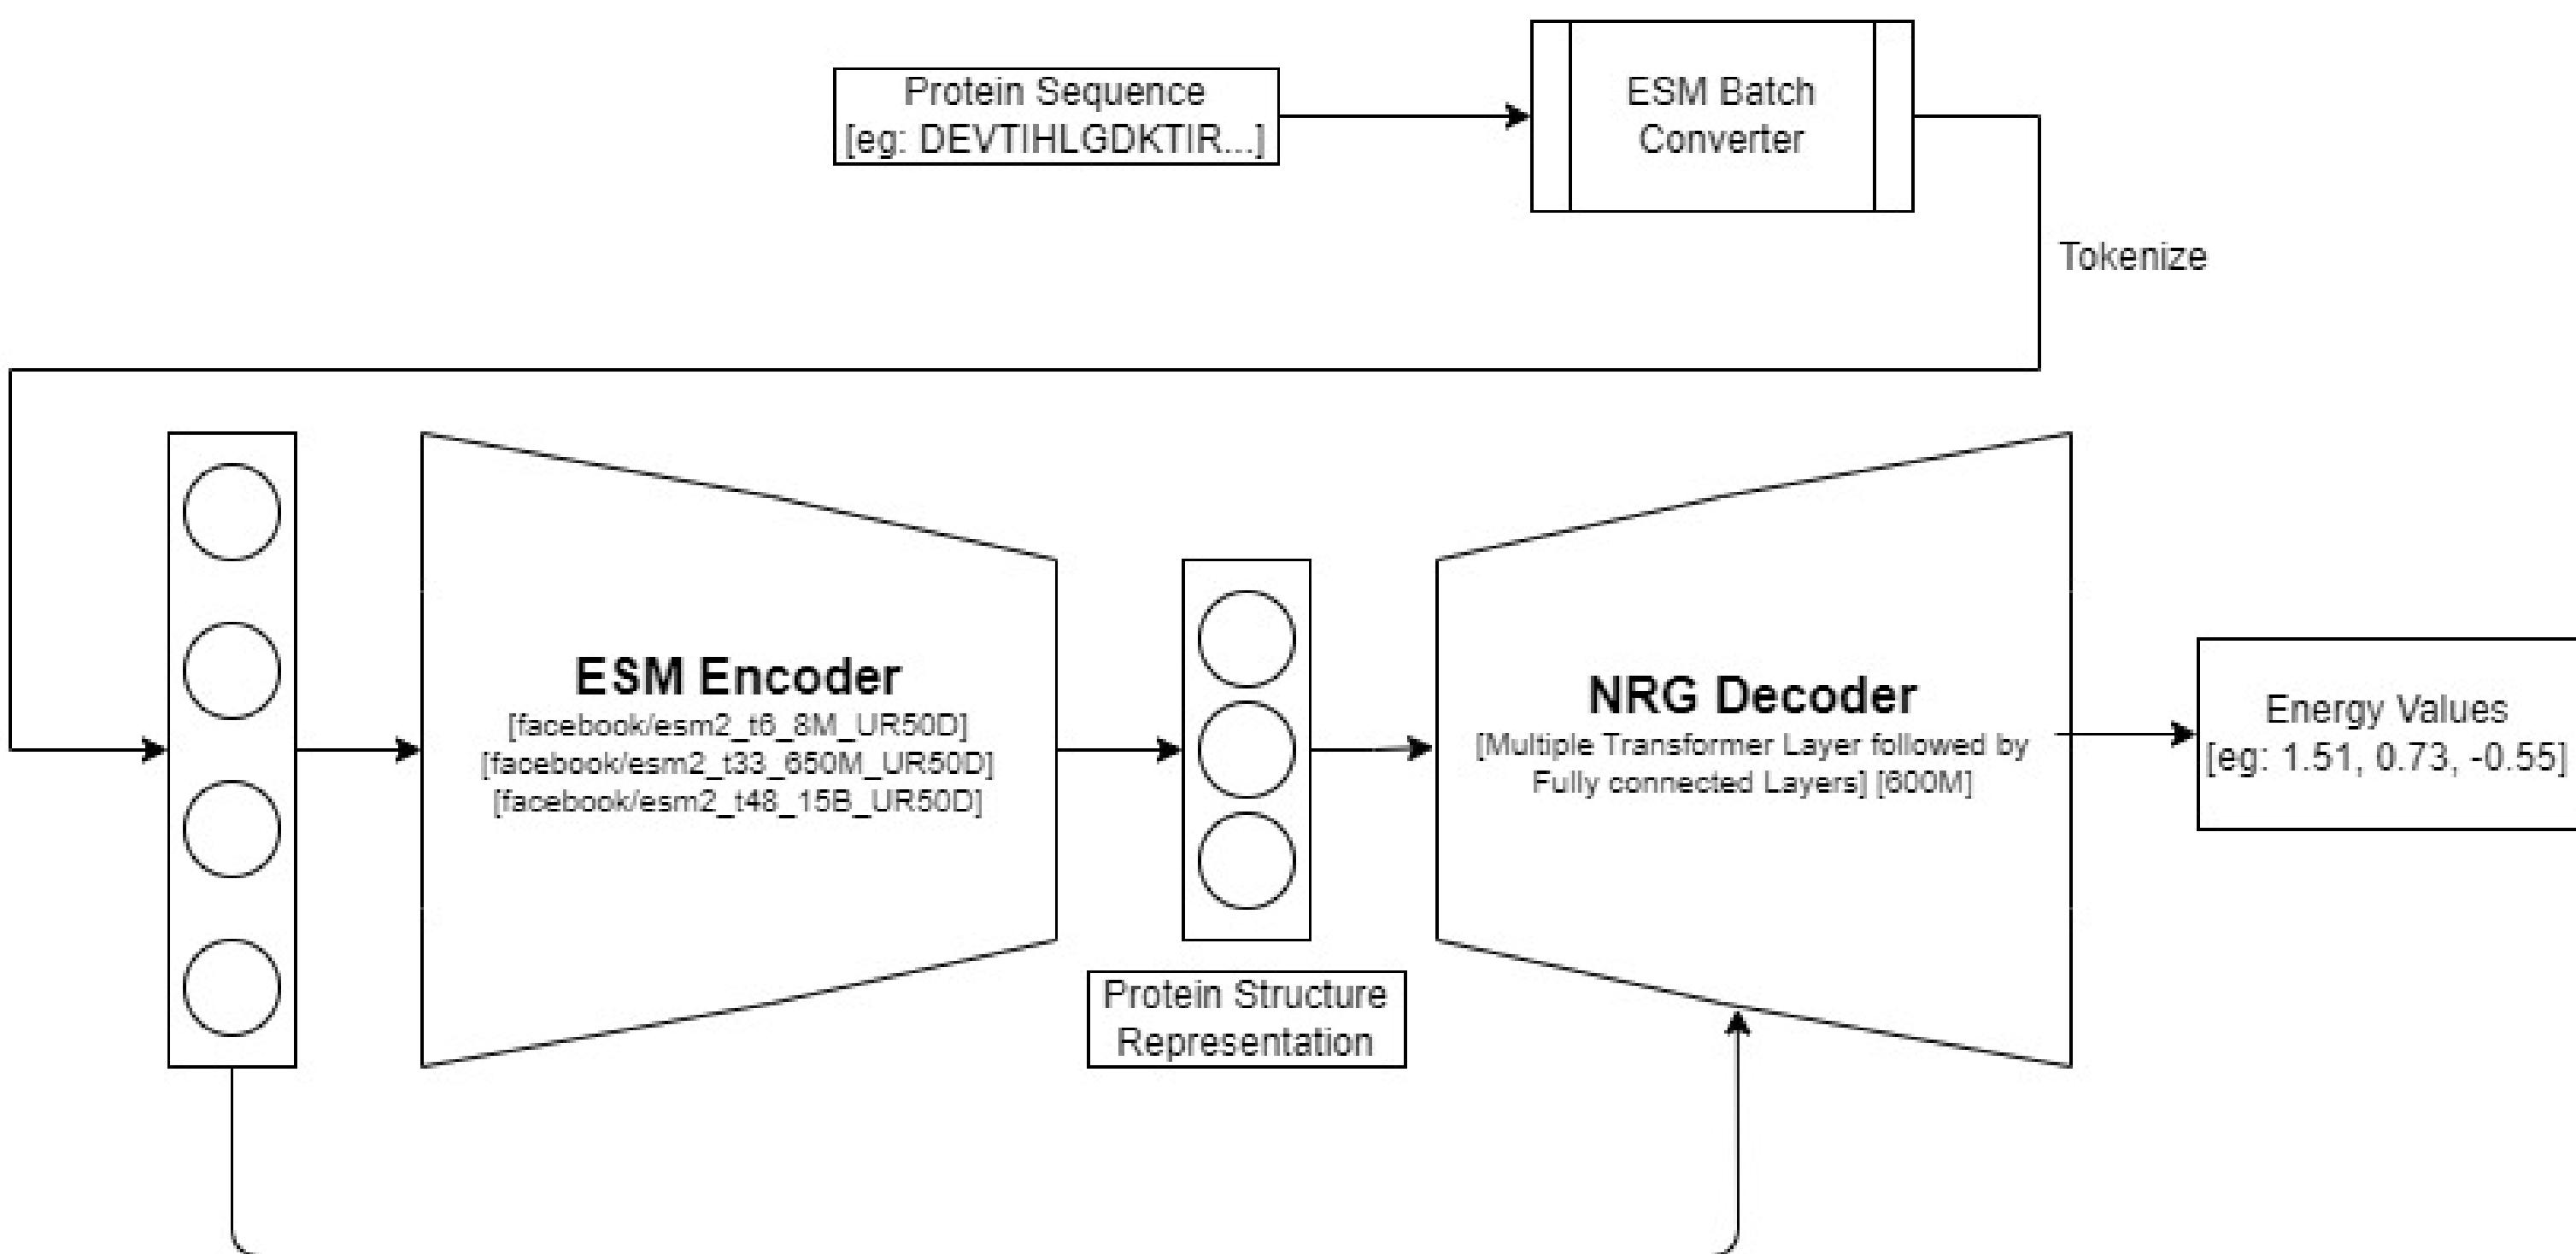 Protein Sequence
[eg: DEVTIHLGDKTIR...]
ESM Batch
Converter
Tokenize
ESM Encoder
[facebook/esm2_t6_8M_UR50D]
[facebook/esm2_t33_650M_UR50D]
[facebook/esm2_t48_15B_UR50D]
Protein Structure
Representation
NRG Decoder
[Multiple Transformer Layer followed by
Fully connected Layers] [600M]
Energy Values
[eg: 1.51, 0.73, -0.55]